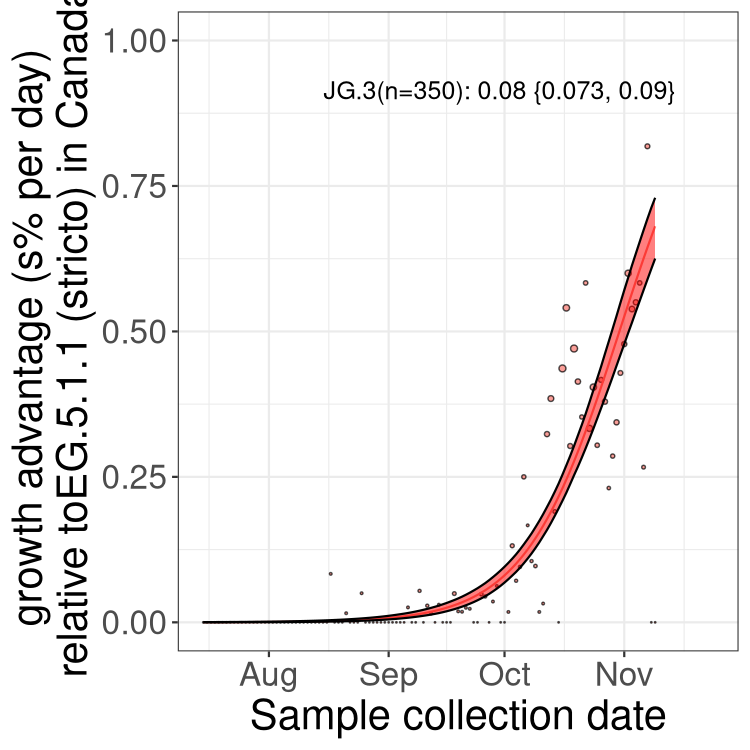 growth advantage (s% per day)
relative toEG.5.1.1 (stricto) in Canada
1.00
0.75
0.50
0.25
0.00
JG.3(n=350): 0.08 {0.073, 0.09}
Aug
Sep
Oct
Nov
Sample collection date